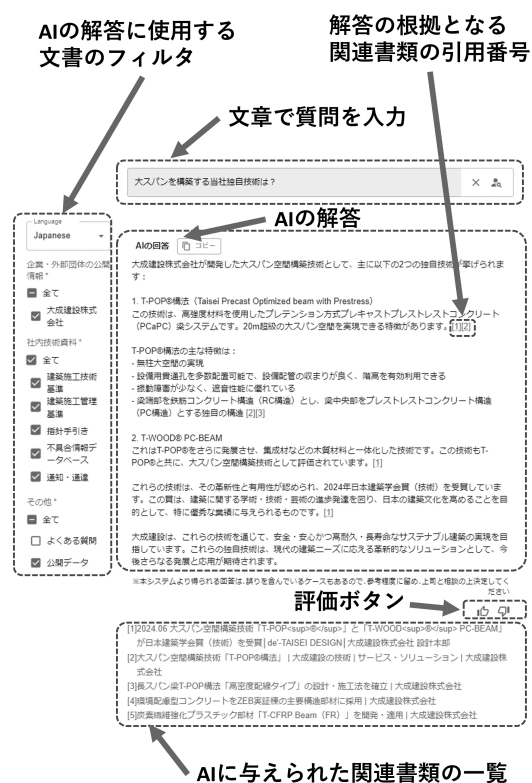 AIの解答に使用する
文書のフィルタ
解答の根拠となる
関連書類の引用番号
文章で質問を入力
大スパンを構築する当社独自技術は？
AIの解答
Language
Japanese
企業・外部団体の公開
情報*
全て
大成建設株式
会社
社内技術資料*
全て
建築施工技術
基準
建築施工管理
基準
指針手引き
不具合情報デ
ータベース
通知・通達
その他*
全て
よくある質問
公開データ
AIの回答
コピー
大成建設株式会社が開発した大スパン空間構築技術として、主に以下の2つの独自技術が挙げられま
す：
1. T-POP®構法（Taisei Precast Optimized beam with Prestress）
この技術は、高強度材料を使用したプレテンション方式プレキャストプレストレストコンクリート
（PCaPC）梁システムです。20m超級の大スパン空間を実現できる特徴があります。[1][2]
T-POP®構法の主な特徴は：
- 無柱大空間の実現
- 設備用貫通孔を多数配置可能で、設備配管の収まりが良く、階高を有効利用できる
- 振動障害が少なく、遮音性能に優れている
- 梁端部を鉄筋コンクリート構造（RC構造）とし、梁中央部をプレストレストコンクリート構造
（PC構造）とする独自の構造 [2][3]
2. T-WOOD® PC-BEAM
これはT-POP®をさらに発展させ、集成材などの木質材料と一体化した技術です。この技術もT-
POP®と共に、大スパン空間構築技術として評価されています。[1]
これらの技術は、その革新性と有用性が認められ、2024年日本建築学会賞（技術）を受賞していま
す。この賞は、建築に関する学術・技術・芸術の進歩発達を図り、日本の建築文化を高めることを目
的として、特に優秀な業績に与えられるものです。[1]
大成建設は、これらの技術を通じて、安全・安心かつ高耐久・長寿命なサステナブル建築の実現を目
指しています。これらの独自技術は、現代の建築ニーズに応える革新的なソリューションとして、今
後さらなる発展と応用が期待されます。
※本システムより得られる回答は、誤りを含んでいるケースもあるので、参考程度に留め、上司と相談の上決定してく
ださい
評価ボタン
[1]2024.06 大スパン空間構築技術「T-POP<sup>®</sup>」と「T-WOOD<sup>®</sup> PC-BEAM」
が日本建築学会賞（技術）を受賞│de'-TAISEI DESIGN│大成建設株式会社 設計本部
[2]大スパン空間構築技術「T-POP®構法」 | 大成建設の技術 | サービス・ソリューション | 大成建設株
式会社
[3]長スパン梁T-POP構法「高密度配線タイプ」の設計・施工法を確立 | 大成建設株式会社
[4]環境配慮型コンクリートをZEB実証棟の主要構造部材に採用 | 大成建設株式会社
[5]炭素繊維強化プラスチック部材「T-CFRP Beam（FR）」を開発・適用 | 大成建設株式会社
AIに与えられた関連書類の一覧